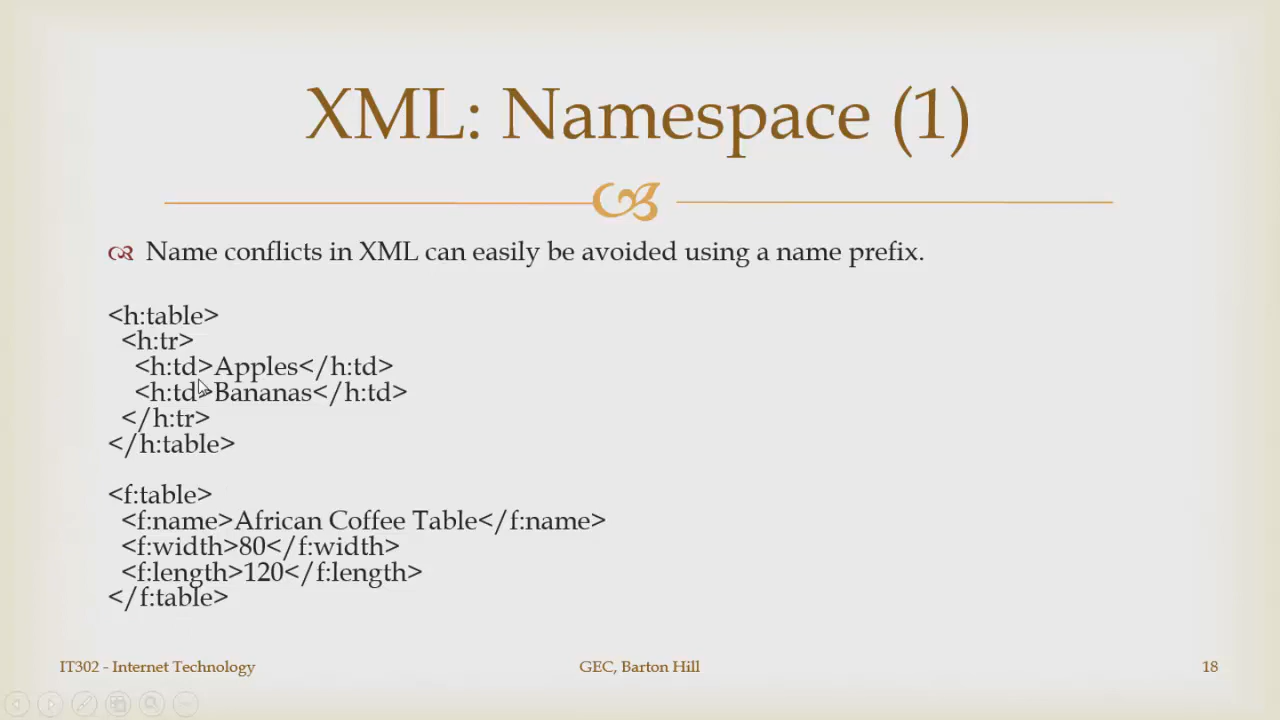 XML: Namespace (1)
Name conflicts in XML can easily be avoided using a name prefix.
<h:table>
<h:tr>
<h:td>Apples</h:td>
<h:td>Bananas</h:td>
</h:tr>
</h:table>
<f:table>
<f:name>African Coffee Table</f:name>
<f:width>80</f:width>
<f:length>120</f:length>
</f:table>
IT302 - Internet Technology
GEC, Barton Hill
18